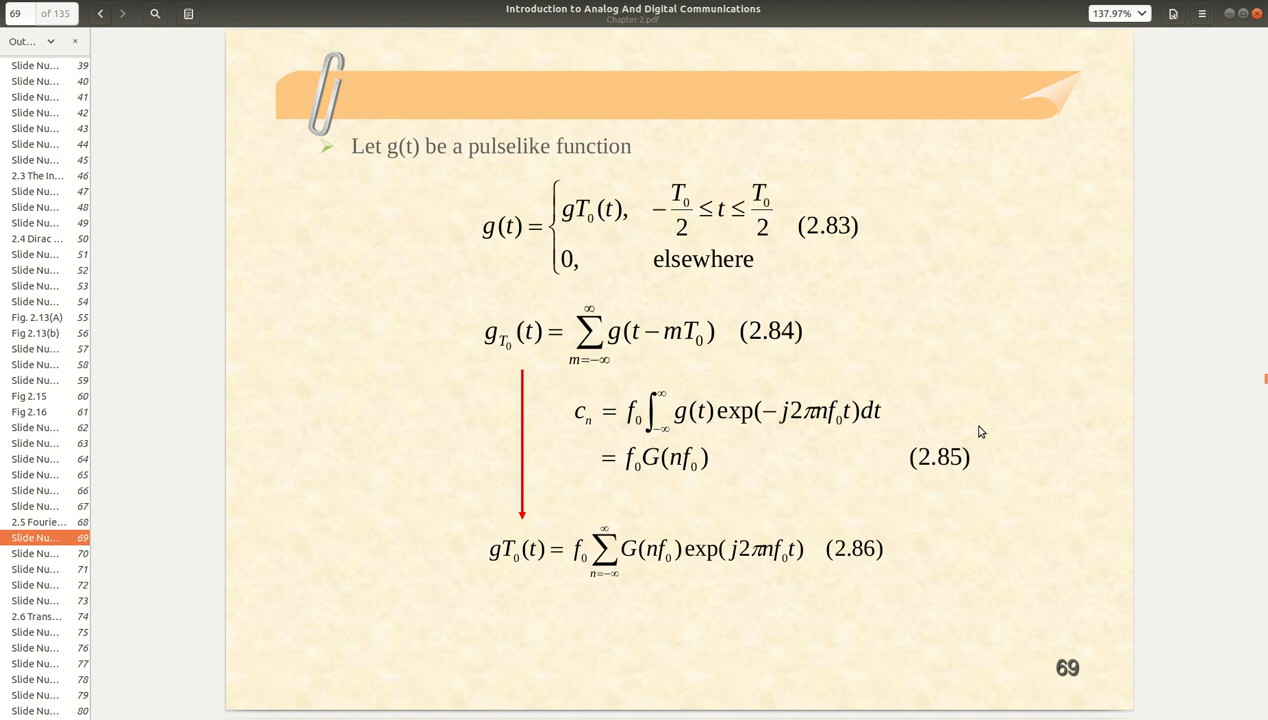 69 of 135
Introduction to Analog And Digital Communications
Chapter 2.pdf
137.97%
Out...
Slide Nu... 39
Slide Nu... 40
Slide Nu... 41
Slide Nu... 42
Slide Nu... 43
Slide Nu... 44
Slide Nu... 45
2.3 The In... 46
Slide Nu... 47
Slide Nu... 48
Slide Nu... 49
2.4 Dirac ... 50
Slide Nu... 51
Slide Nu... 52
Slide Nu... 53
Slide Nu... 54
Fig. 2.13(A) 55
Fig 2.13(b) 56
Slide Nu... 57
Slide Nu... 58
Slide Nu... 59
Fig 2.15 60
Fig 2.16 61
Slide Nu... 62
Slide Nu... 63
Slide Nu... 64
Slide Nu... 65
Slide Nu... 66
Slide Nu... 67
2.5 Fourie... 68
Slide Nu... 69
Slide Nu... 70
Slide Nu... 71
Slide Nu... 72
Slide Nu... 73
2.6 Trans... 74
Slide Nu... 75
Slide Nu... 76
Slide Nu... 77
Slide Nu... 78
Slide Nu... 79
Slide Nu... 80
Let g(t) be a pulselike function
g(t) = { gT₀(t), −T₀/2 ≤ t ≤ T₀/2 (2.83)
0, elsewhere
g_{T₀}(t) = ∑_{m=−∞}^{∞} g(t − mT₀) (2.84)
cₙ = f₀ ∫_{−∞}^{∞} g(t) exp(− j2πnf₀t)dt
= f₀G(nf₀) (2.85)
gT₀(t) = f₀ ∑_{n=−∞}^{∞} G(nf₀) exp( j2πnf₀t) (2.86)
69